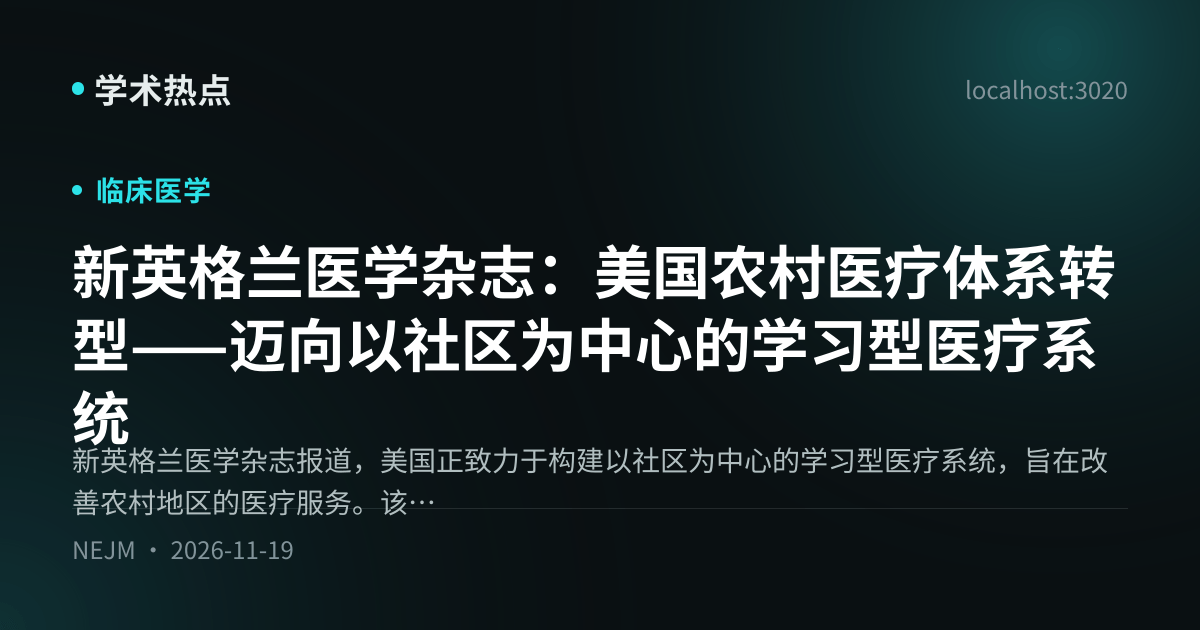 学术热点
localhost:3020
临床医学
新英格兰医学杂志：美国农村医疗体系转
型——迈向以社区为中心的学习型医疗系
统
新英格兰医学杂志报道，美国正致力于构建以社区为中心的学习型医疗系统，旨在改
善农村地区的医疗服务。该…
NEJM · 2026-11-19